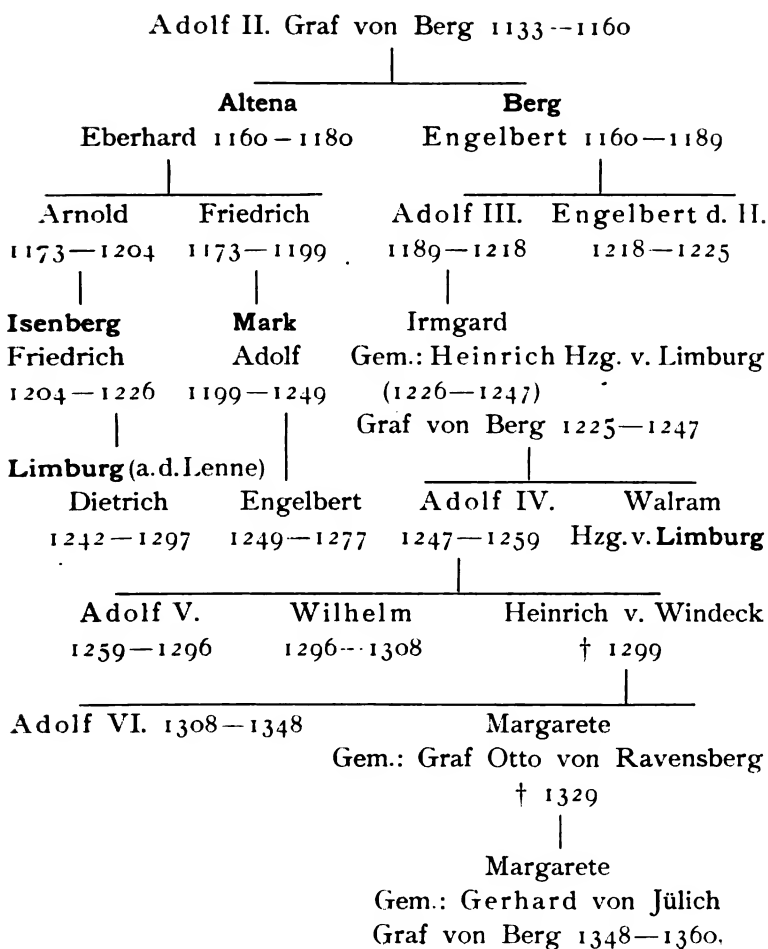 Adolf II. Graf von Berg 1133--1160
Altena Berg
Eberhard 1160–1180 Engelbert 1160—1189
Arnold Friedrich Adolf III. Engelbert d. H.
1173—1204 1173—1199 1189—1218 1218—1225
Isenberg Mark Irmgard
Friedrich Adolf Gem.: Heinrich Hzg. v. Limburg
1204—1226 1199—1249 (1226—1247)
Graf von Berg 1225—1247
Limburg (a.d.Lenne)
Dietrich Engelbert Adolf IV. Walram
1242—1297 1249—1277 1247—1259 Hzg. v. Limburg
Adolf V. Wilhelm Heinrich v. Windeck
1259—1296 1296--1308 † 1299
Adolf VI. 1308—1348 Margarete
Gem.: Graf Otto von Ravensberg
† 1329
Margarete
Gem.: Gerhard von Jülich
Graf von Berg 1348—1360.